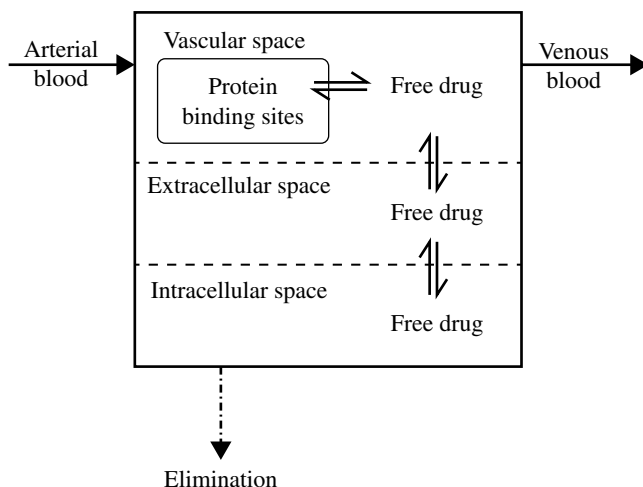 Arterial
blood
Vascular space
Protein
binding sites
Free drug
Venous
blood
Extracellular space
Free drug
Intracellular space
Free drug
Elimination